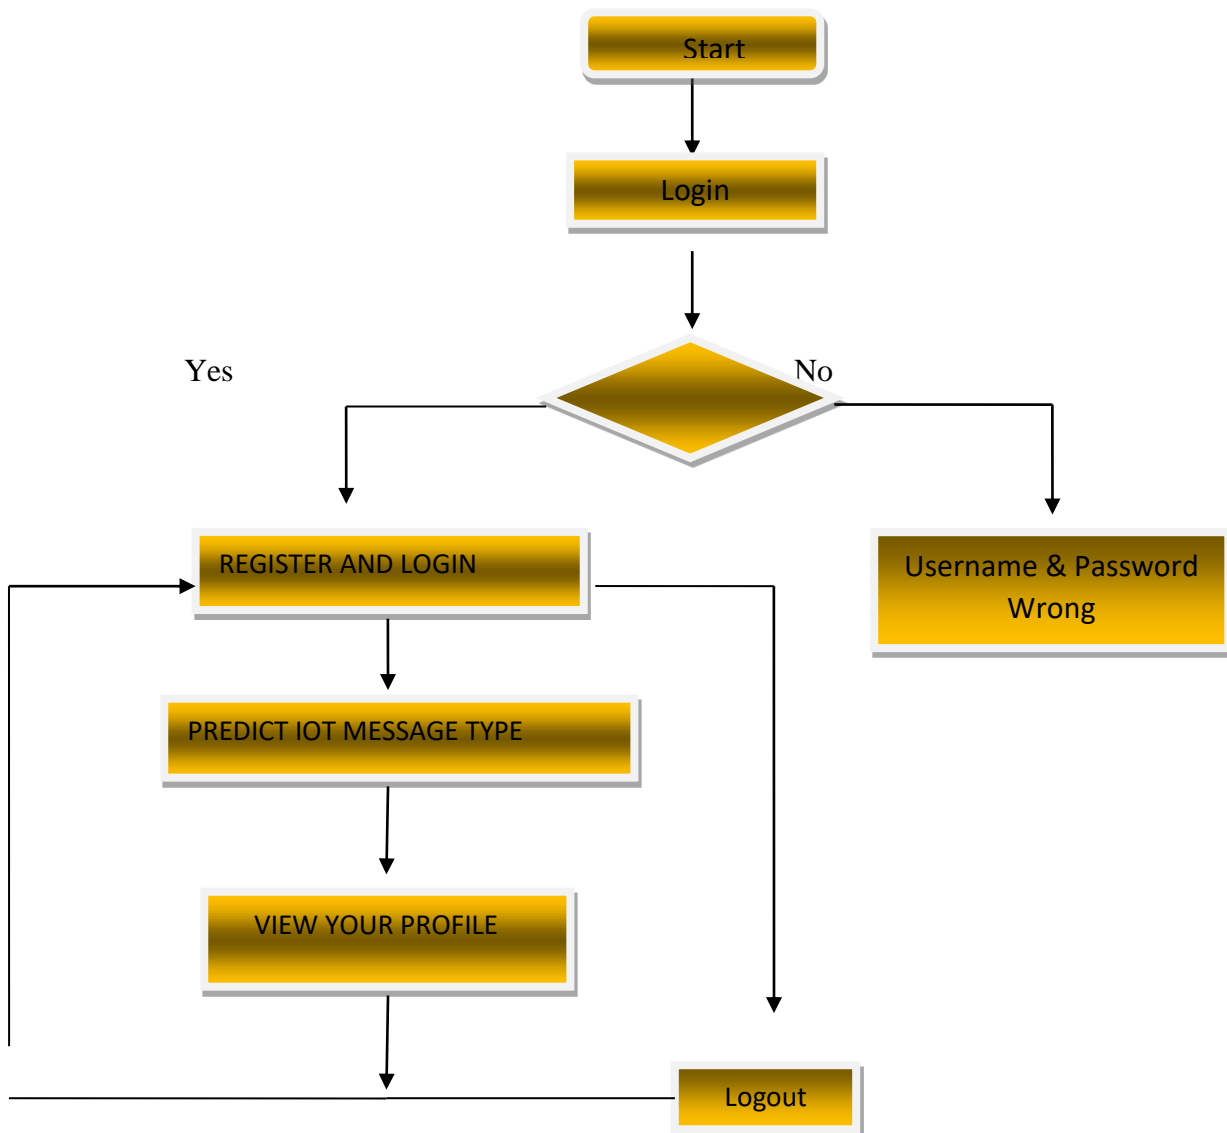 Start
Login
Yes
No
REGISTER AND LOGIN
Username & Password
Wrong
PREDICT IOT MESSAGE TYPE
VIEW YOUR PROFILE
Logout